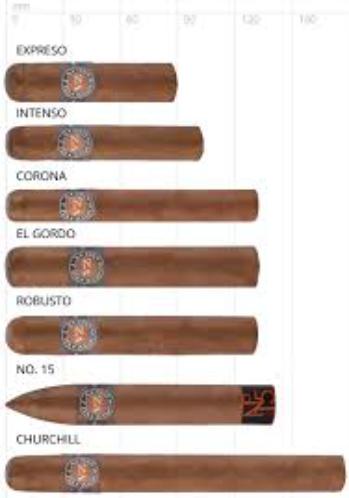 mm
0 30 60 90 120 150
EXPRESO
INTENSO
CORONA
EL GORDO
ROBUSTO
NO. 15
CHURCHILL